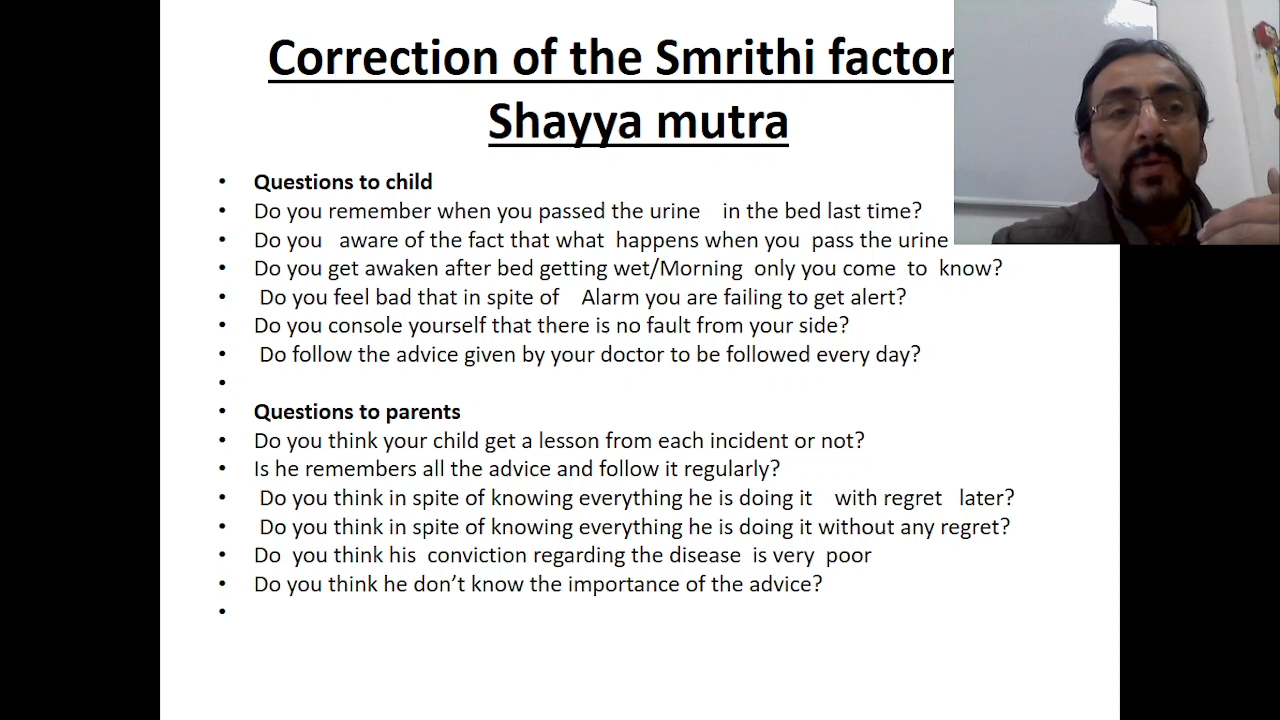 Correction of the Smrithi factor
Shayya mutra
• Questions to child
• Do you remember when you passed the urine in the bed last time?
• Do you aware of the fact that what happens when you pass the urine
• Do you get awaken after bed getting wet/Morning only you come to know?
• Do you feel bad that in spite of Alarm you are failing to get alert?
• Do you console yourself that there is no fault from your side?
• Do follow the advice given by your doctor to be followed every day?
•
• Questions to parents
• Do you think your child get a lesson from each incident or not?
• Is he remembers all the advice and follow it regularly?
• Do you think in spite of knowing everything he is doing it with regret later?
• Do you think in spite of knowing everything he is doing it without any regret?
• Do you think his conviction regarding the disease is very poor
• Do you think he don’t know the importance of the advice?
•